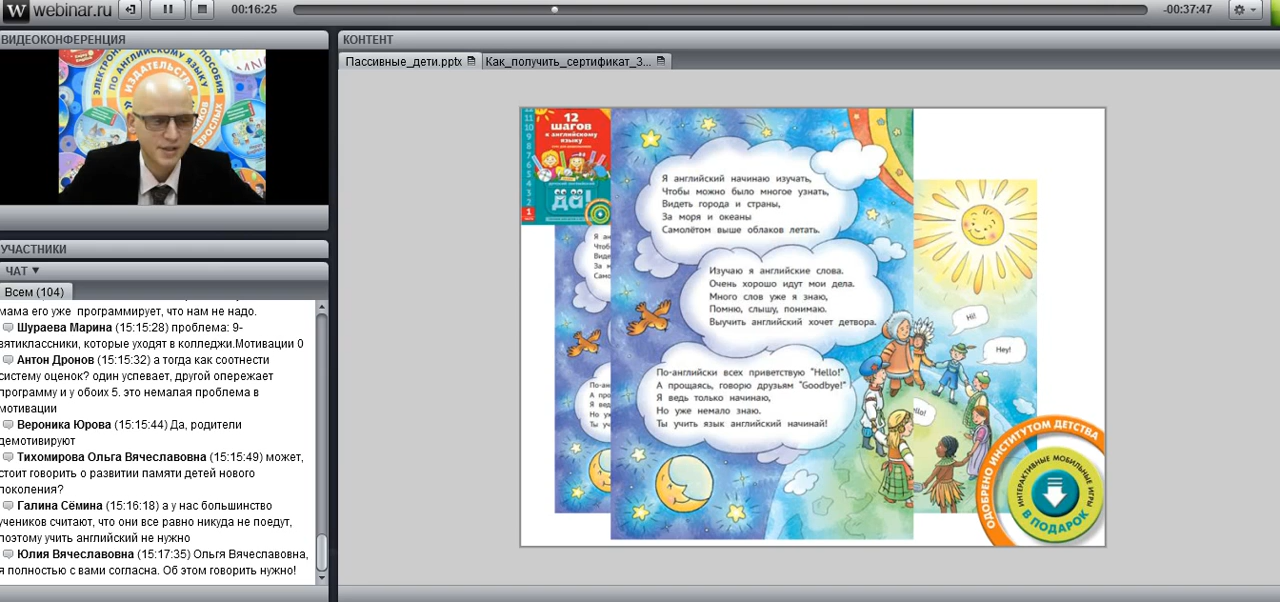 webinar.ru
00:16:25
-00:37:47
ВИДЕОКОНФЕРЕНЦИЯ
КОНТЕНТ
Пассивные_дети.pptx
Как_получить_сертификат_3...
ЭЛЕКТРОННЫЕ ПОСОБИЯ
ПО АНГЛИЙСКОМУ ЯЗЫКУ
ИЗДАТЕЛЬСТВА
УЧАСТНИКИ
ЧАТ
Всем (104)
мама его уже программирует, что нам не надо.
Шураева Марина (15:15:28) проблема: 9-
вятиклассники, которые уходят в колледжи.Мотивации 0
Антон Дронов (15:15:32) а тогда как соотнести
систему оценок? один успевает, другой опережает
программу и у обоих 5. это немалая проблема в
мотивации
Вероника Юрова (15:15:44) Да, родители
демотивируют
Тихомирова Ольга Вячеславовна (15:15:49) может,
стоит говорить о развитии памяти детей нового
поколения?
Галина Сёмина (15:16:18) а у нас большинство
учеников считают, что они все равно никуда не поедут,
поэтому учить английский не нужно
Юлия Вячеславовна (15:17:35) Ольгя Вячеславовна,
я полностью с вами согласна. Об этом говорить нужно!
12
шагов
к английскому
языку
да!
1
Я английский начинаю изучать,
Чтобы можно было многое узнать,
Видеть города и страны,
За моря и океаны
Самолётом выше облаков летать.
Изучаю я английские слова.
Очень хорошо идут мои дела.
Много слов уже я знаю,
Помню, слышу, понимаю.
Выучить английский хочет детвора.
По-английски всех приветствую "Hello!"
А прощаясь, говорю друзьям "Goodbye!"
Я ведь только начинаю,
Но уже немало знаю.
Ты учить язык английский начинай!
Hi!
Hey!
ОДОБРЕНО ИНСТИТУТОМ ДЕТСТВА
ИНТЕРАКТИВНЫЕ МОБИЛЬНЫЕ ИГРЫ
В ПОДАРОК